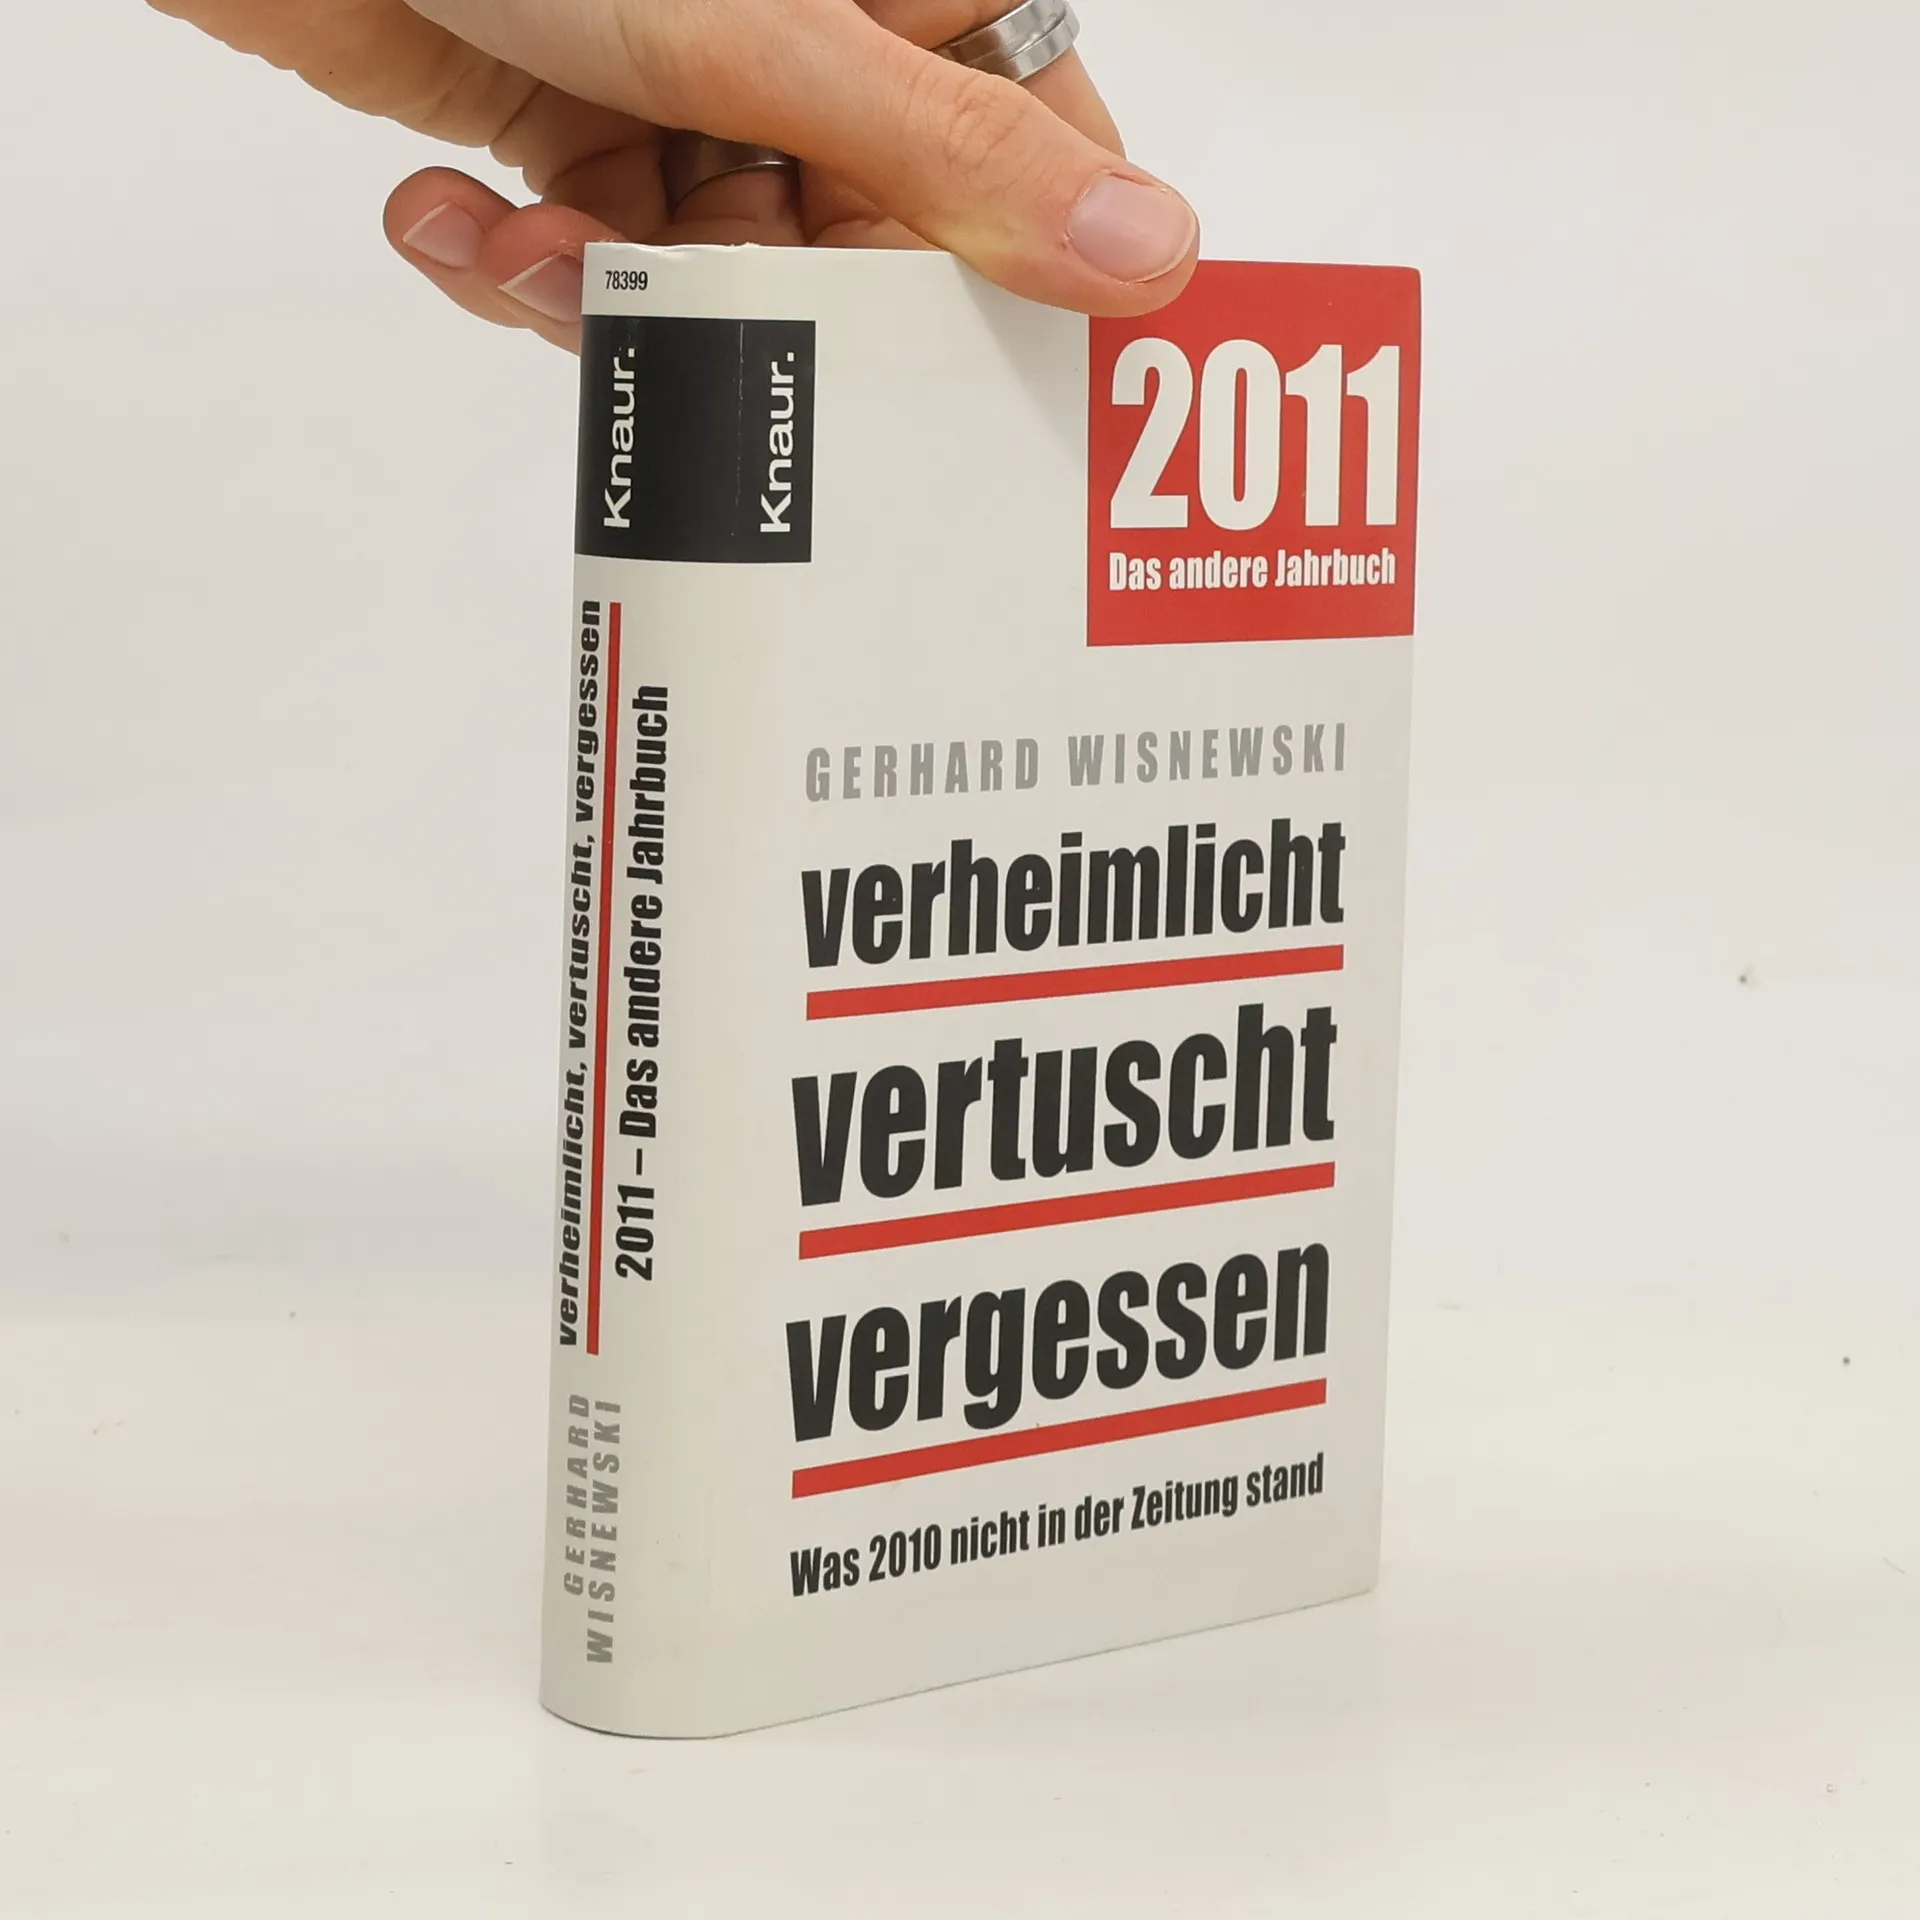 78399
Knaur.
Knaur.
verheimlicht, vertuscht, vergessen
2011 – Das andere Jahrbuch
GERHARD
WISNEWSKI
2011
Das andere Jahrbuch
GERHARD WISNEWSKI
verheimlicht
vertuscht
vergessen
Was 2010 nicht in der Zeitung stand